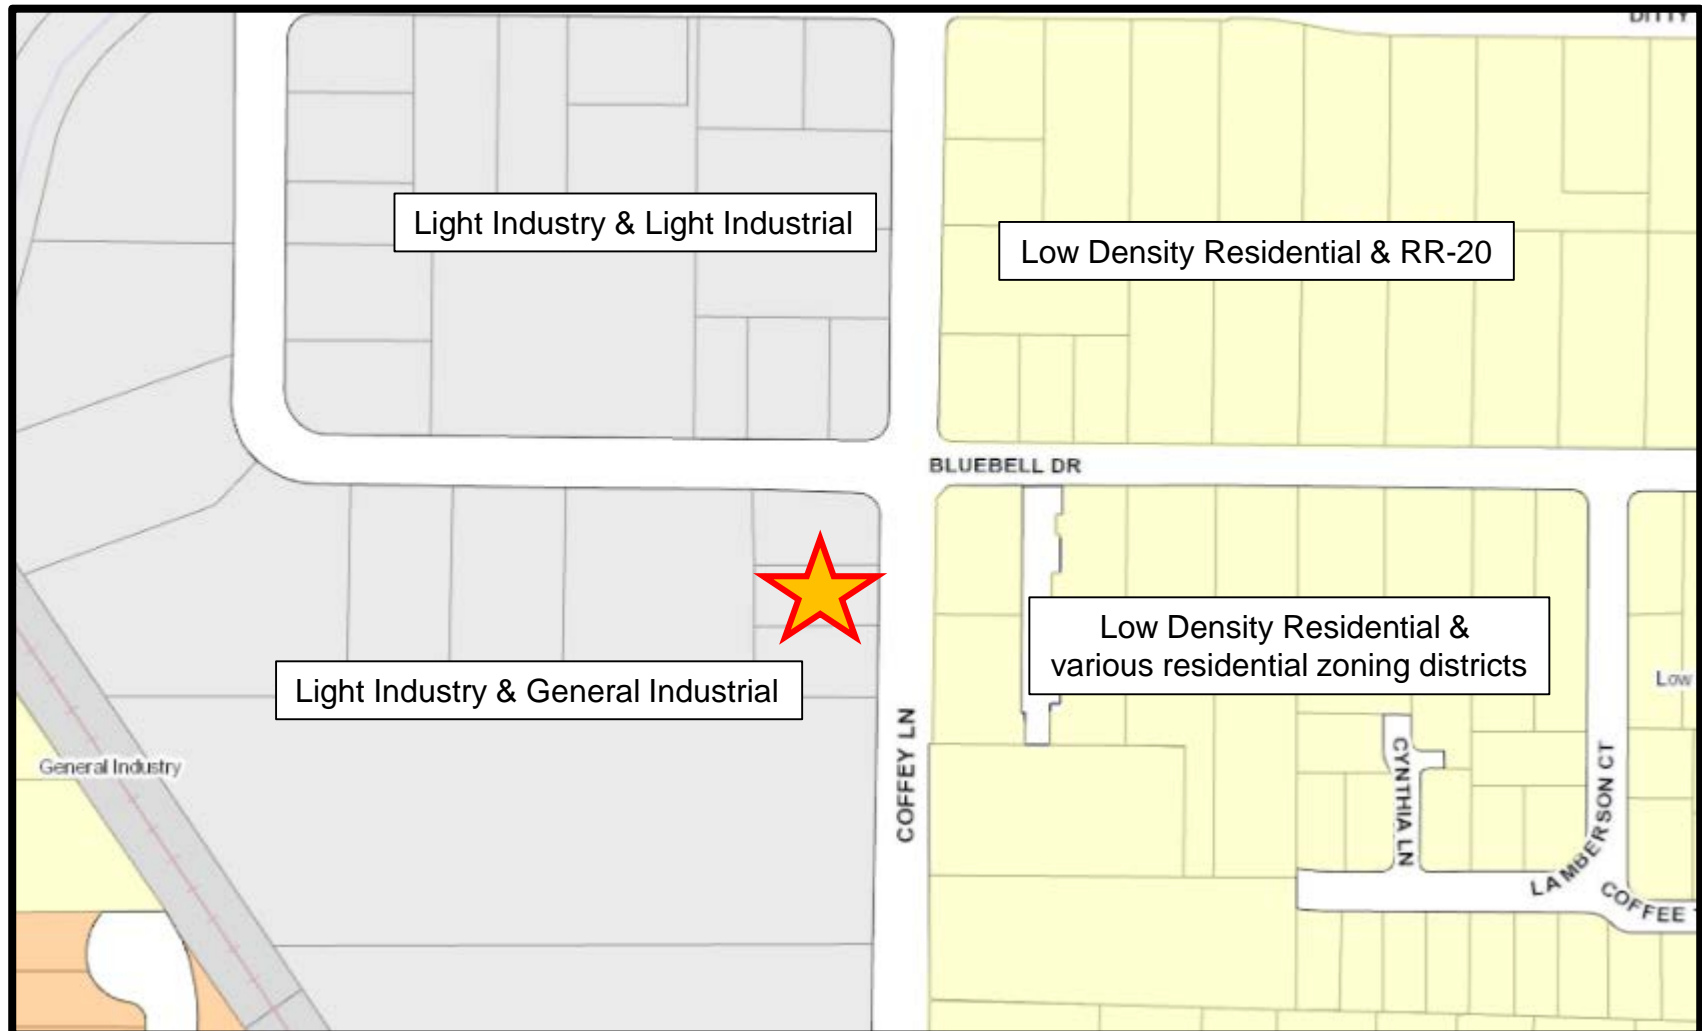 DITTY
Light Industry & Light Industrial
Low Density Residential & RR-20
BLUEBELL DR
Low Density Residential &
various residential zoning districts
Light Industry & General Industrial
Low
General Industry
COFFEY LN
CYNTHIA LN
LAMBERSON CT
COFFEE